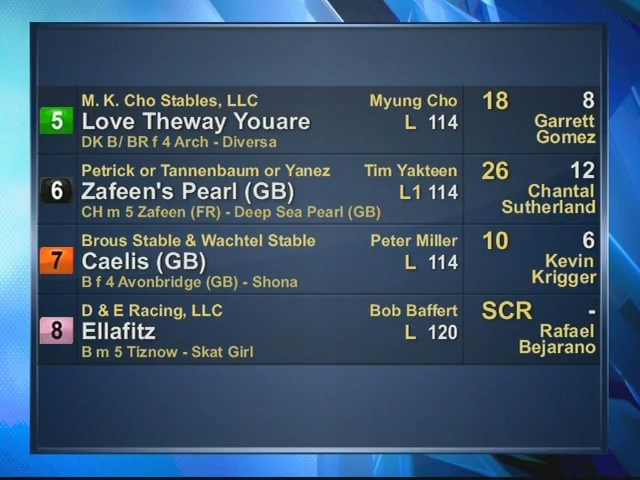 5
M. K. Cho Stables, LLC Myung Cho 18 8
Love Theway Youare L 114 Garrett
DK B/ BR f 4 Arch - Diversa Gomez
6
Petrick or Tannenbaum or Yanez Tim Yakteen 26 12
Zafeen's Pearl (GB) L1 114 Chantal
CH m 5 Zafeen (FR) - Deep Sea Pearl (GB) Sutherland
7
Brous Stable & Wachtel Stable Peter Miller 10 6
Caelis (GB) L 114 Kevin
B f 4 Avonbridge (GB) - Shona Krigger
8
D & E Racing, LLC Bob Baffert SCR -
Ellafitz L 120 Rafael
B m 5 Tiznow - Skat Girl Bejarano